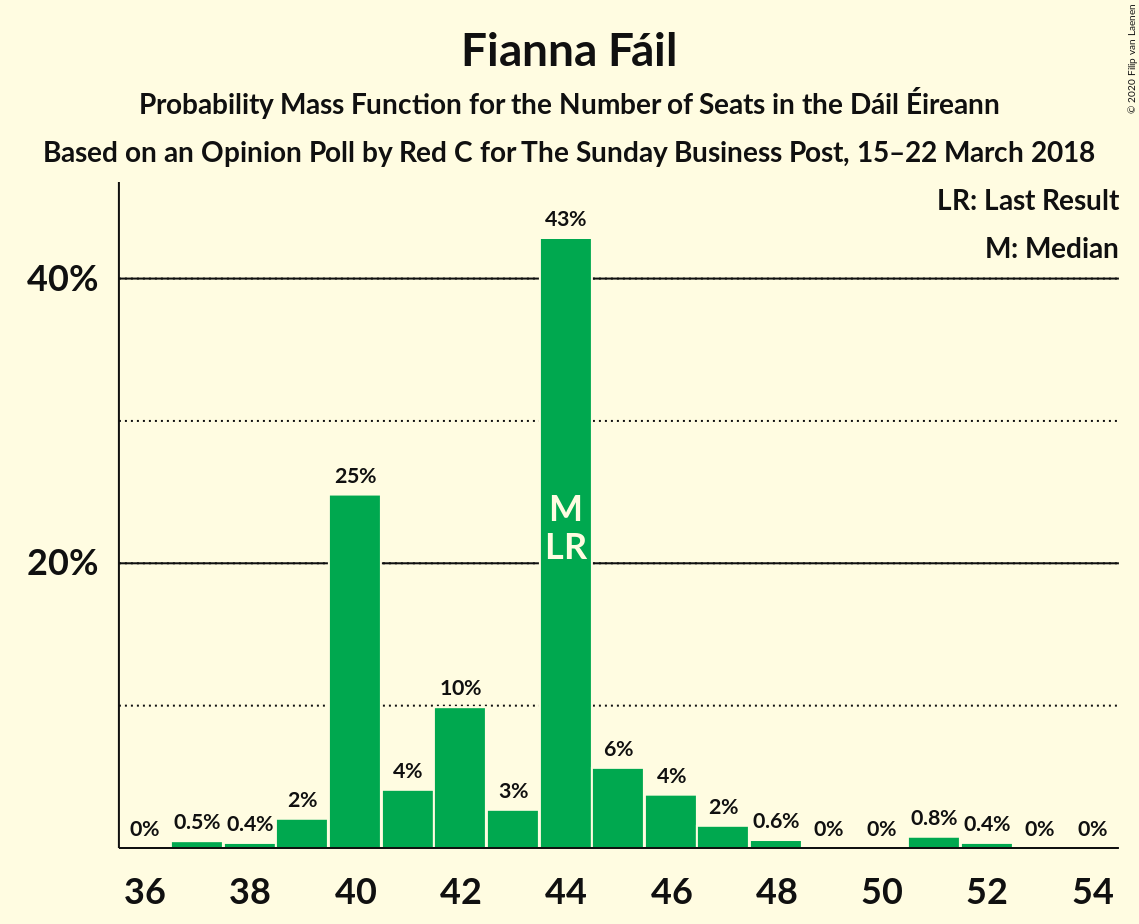 Fianna Fáil
Probability Mass Function for the Number of Seats in the Dáil Éireann
Based on an Opinion Poll by Red C for The Sunday Business Post, 15–22 March 2018
© 2020 Filip van Laenen
LR: Last Result
M: Median
40%
20%
0%
0.5%
0.4%
2%
25%
4%
10%
3%
43%
M
LR
6%
4%
2%
0.6%
0%
0%
0.8%
0.4%
0%
0%
36 38 40 42 44 46 48 50 52 54